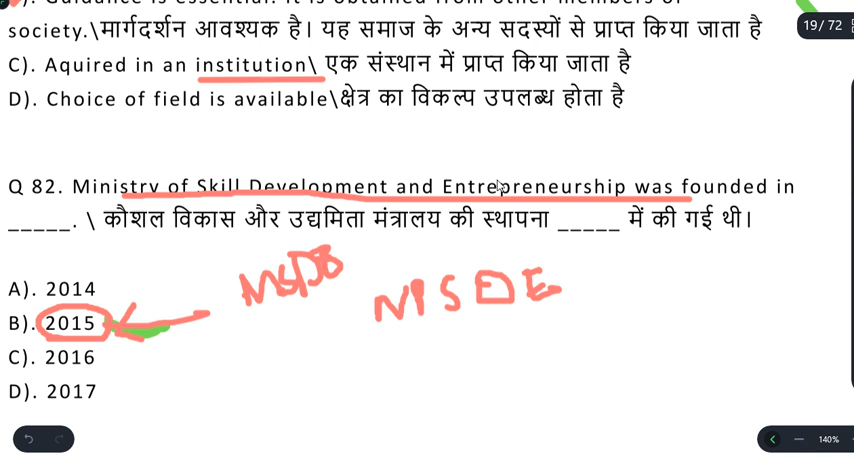 society.\मार्गदर्शन आवश्यक है। यह समाज के अन्य सदस्यों से प्राप्त किया जाता है
19/ 72
C). Aquired in an institution\ एक संस्थान में प्राप्त किया जाता है
D). Choice of field is available\क्षेत्र का विकल्प उपलब्ध होता है
Q 82. Ministry of Skill Development and Entrepreneurship was founded in
_____. \ कौशल विकास और उद्यमिता मंत्रालय की स्थापना _____ में की गई थी।
A). 2014
B). 2015
C). 2016
D). 2017
140%